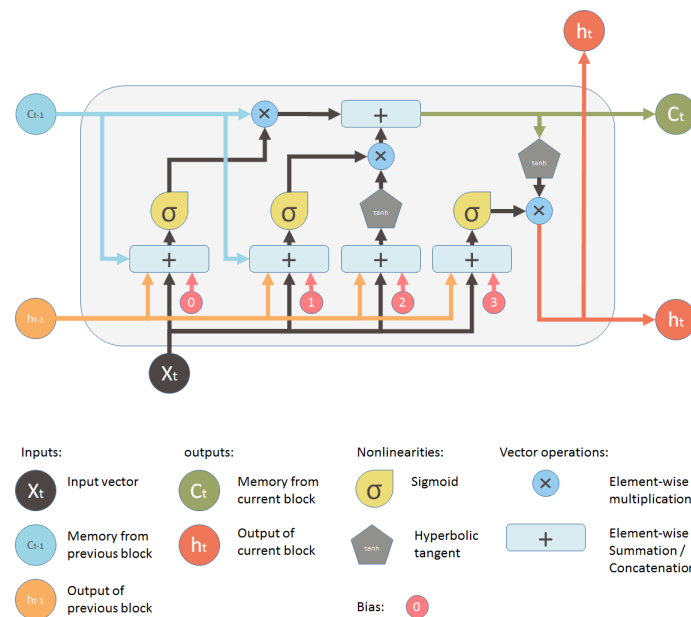 ht
Ct-1
×
+
Ct
×
tanh
σ
σ
tanh
σ
×
+
+
+
+
0
1
2
3
ht-1
ht
Xt
Inputs:
outputs:
Nonlinearities:
Vector operations:
Xt
Input vector
Ct
Memory from
current block
σ
Sigmoid
×
Element-wise
multiplication
Ct-1
Memory from
previous block
ht
Output of
current block
tanh
Hyperbolic
tangent
+
Element-wise
Summation /
Concatenation
ht-1
Output of
previous block
Bias:
0